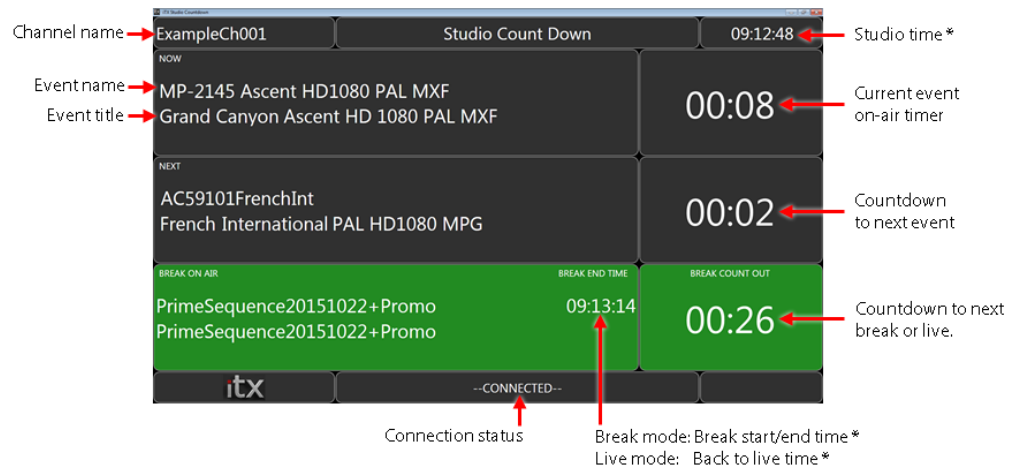 ITX Studio Countdown
Channel name
ExampleCh001
Studio Count Down
09:12:48
Studio time *
NOW
Event name
MP-2145 Ascent HD1080 PAL MXF
Event title
Grand Canyon Ascent HD 1080 PAL MXF
00:08
Current event
on-air timer
NEXT
AC59101FrenchInt
French International PAL HD1080 MPG
00:02
Countdown
to next event
BREAK ON AIR
BREAK END TIME
BREAK COUNT OUT
PrimeSequence20151022+Promo
09:13:14
PrimeSequence20151022+Promo
00:26
Countdown to next
break or live.
itx
--CONNECTED--
Connection status
Break mode: Break start/end time *
Live mode: Back to live time *